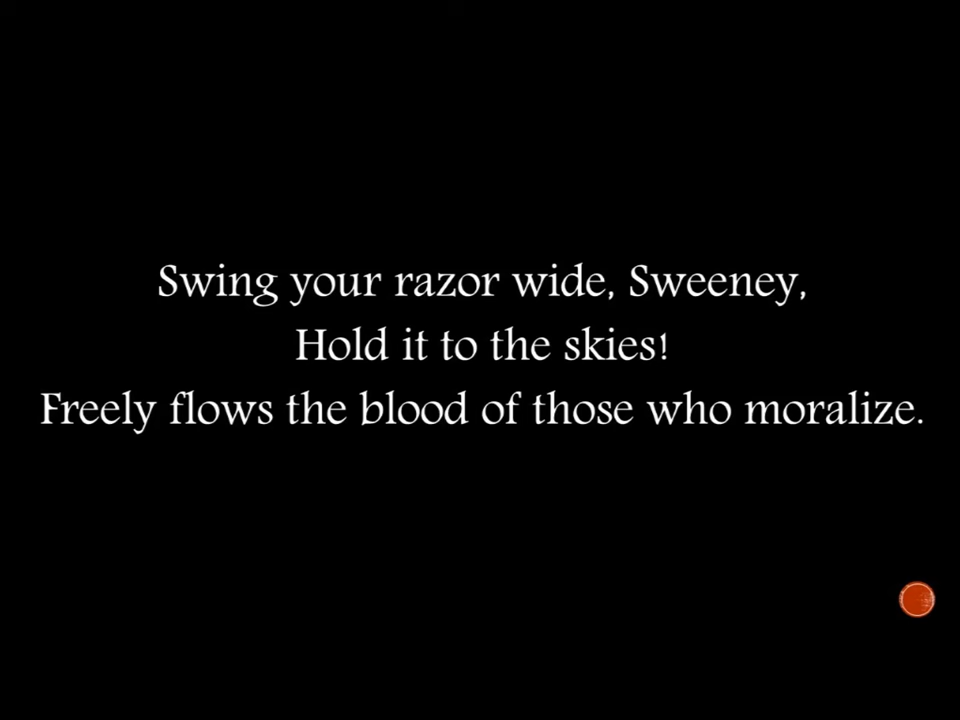 Swing your razor wide, Sweeney,
Hold it to the skies!
Freely flows the blood of those who moralize.